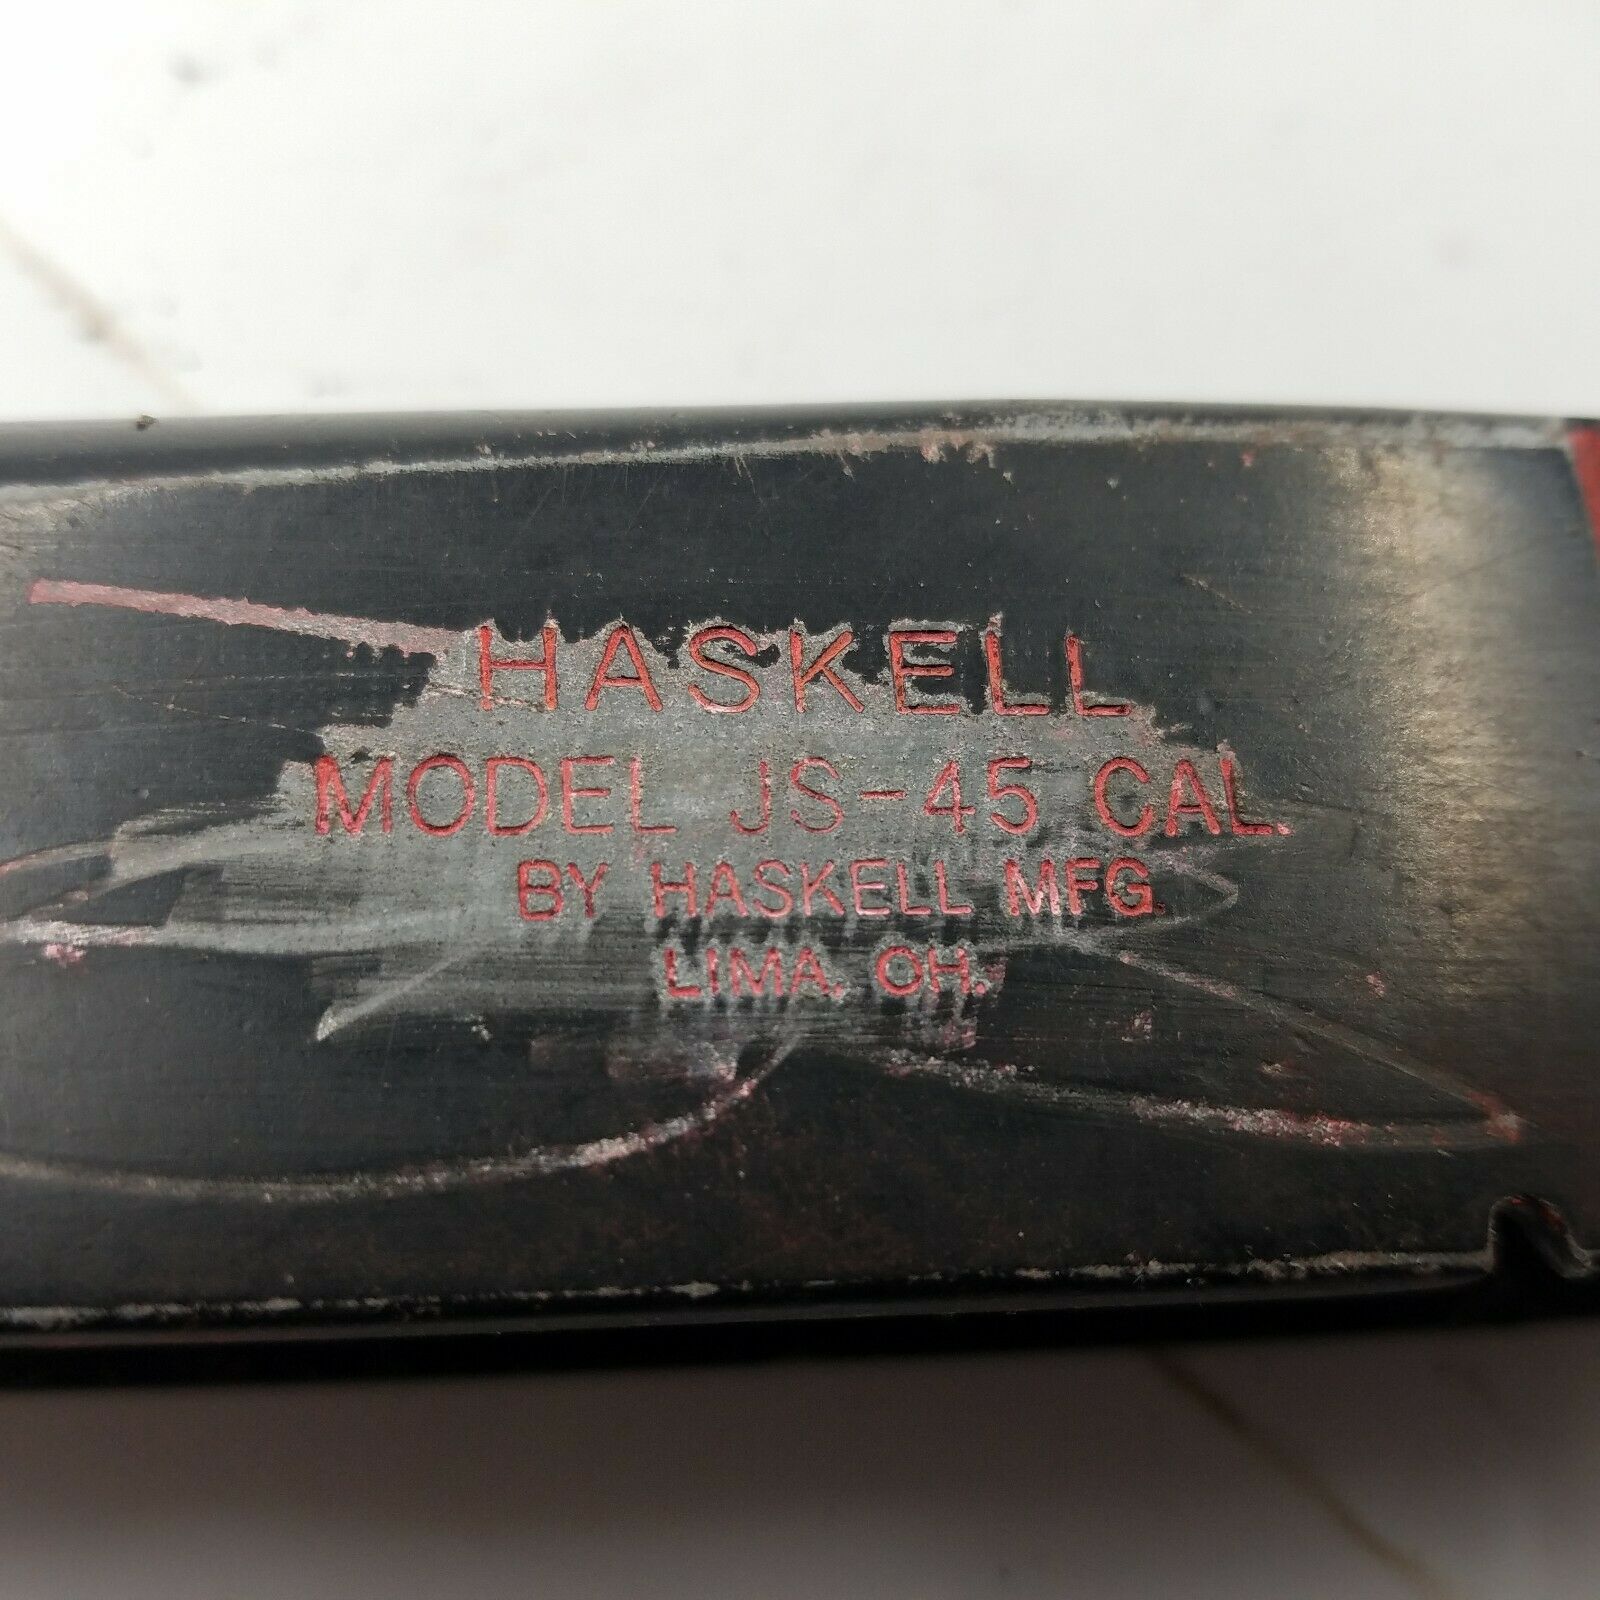 HASKELL
MODEL JS-45 CAL.
BY HASKELL MFG.
LIMA. OH.